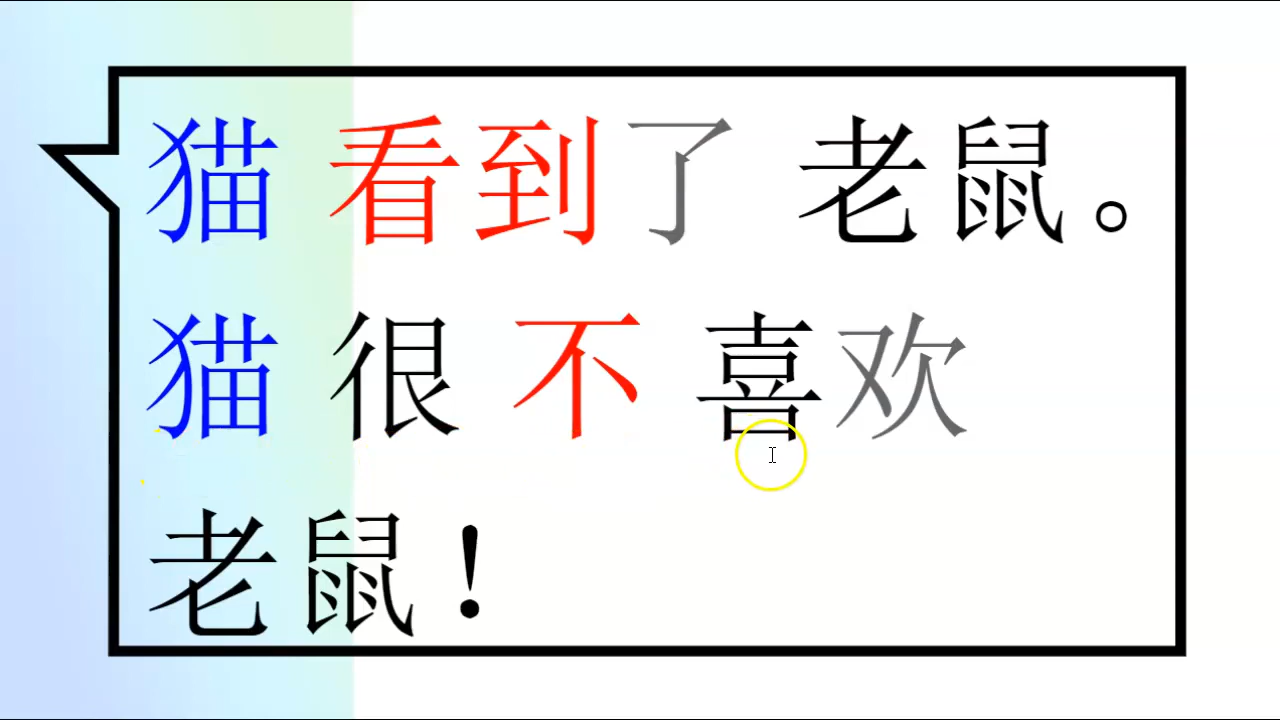 猫 看到了 老鼠。
猫 很 不 喜欢
老鼠！